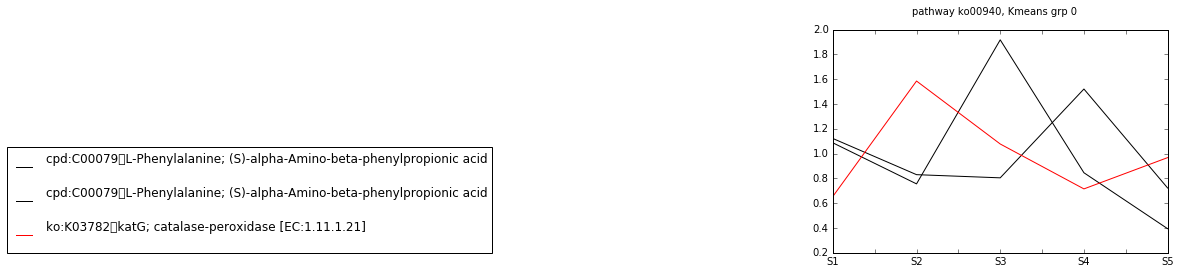 pathway ko00940, Kmeans grp 0
2.0
1.8
1.6
1.4
1.2
1.0
0.8
0.6
0.4
0.2
S1 S2 S3 S4 S5
cpd:C00079▯L-Phenylalanine; (S)-alpha-Amino-beta-phenylpropionic acid
cpd:C00079▯L-Phenylalanine; (S)-alpha-Amino-beta-phenylpropionic acid
ko:K03782▯katG; catalase-peroxidase [EC:1.11.1.21]